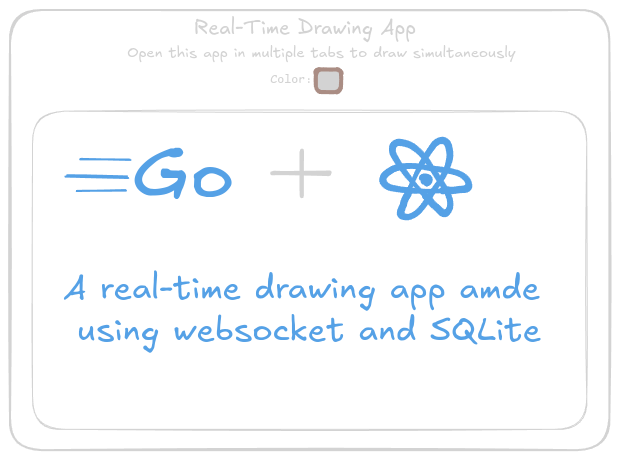 Real-Time Drawing App
Open this app in multiple tabs to draw simultaneously
Color:
Go
A real-time drawing app amde
using websocket and SQLite